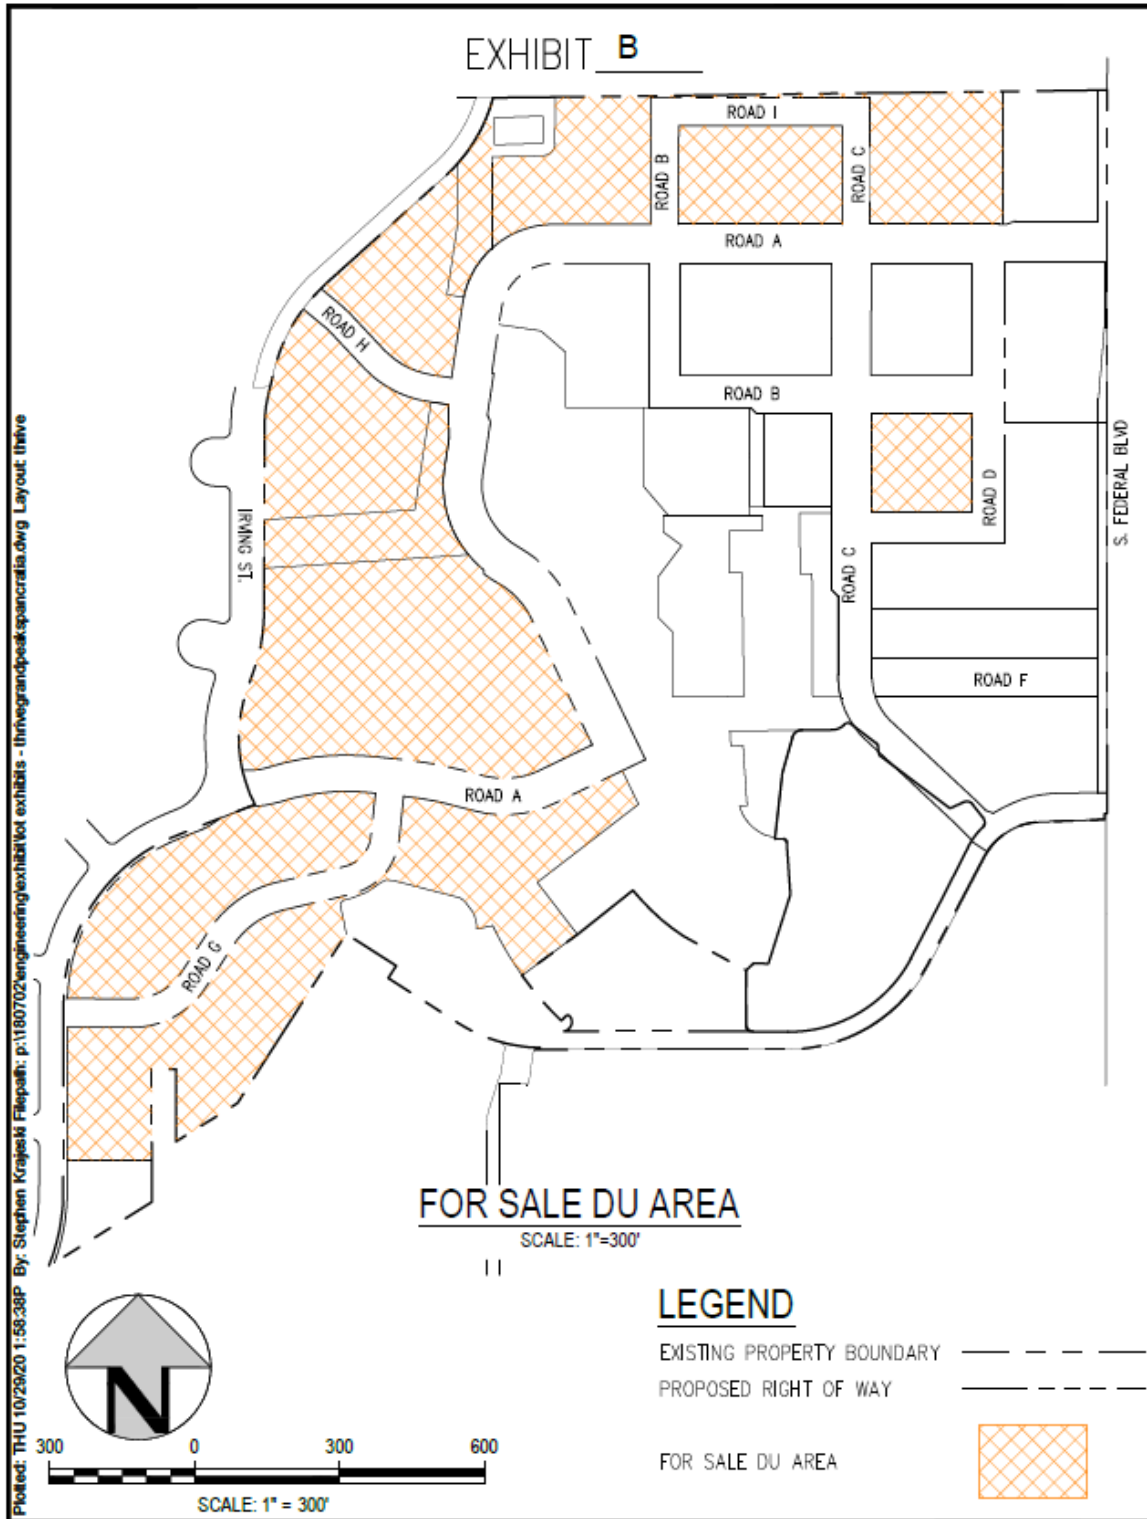 EXHIBIT B
ROAD I
ROAD B
ROAD C
ROAD A
ROAD H
ROAD B
IRVING ST.
ROAD D
S. FEDERAL BLVD
ROAD C
ROAD F
ROAD A
ROAD G
FOR SALE DU AREA
SCALE: 1"=300'
LEGEND
EXISTING PROPERTY BOUNDARY
PROPOSED RIGHT OF WAY
FOR SALE DU AREA
N
300 0 300 600
SCALE: 1" = 300'
Plotted: THU 10/29/20 1:58:38P By: Stephen Krajeski Filepath: p:\180702\engineering\exhibit\lot exhibits - thrivegrandpeakspancratia.dwg Layout: thrive